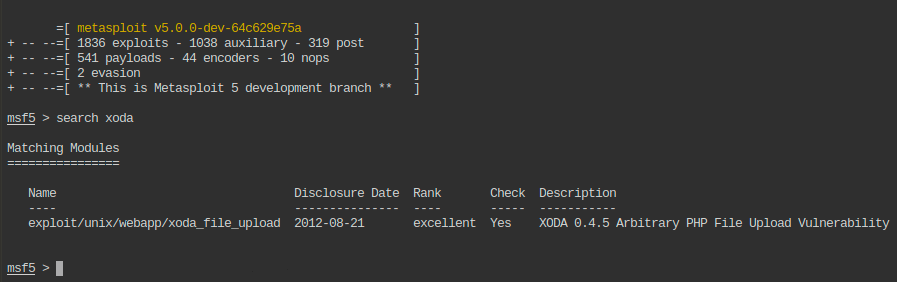 =[ metasploit v5.0.0-dev-64c629e75a ]
+ -- --=[ 1836 exploits - 1038 auxiliary - 319 post ]
+ -- --=[ 541 payloads - 44 encoders - 10 nops ]
+ -- --=[ 2 evasion ]
+ -- --=[ ** This is Metasploit 5 development branch ** ]
msf5 > search xoda
Matching Modules
================
Name Disclosure Date Rank Check Description
---- --------------- ---- ----- -----------
exploit/unix/webapp/xoda_file_upload 2012-08-21 excellent Yes XODA 0.4.5 Arbitrary PHP File Upload Vulnerability
msf5 >